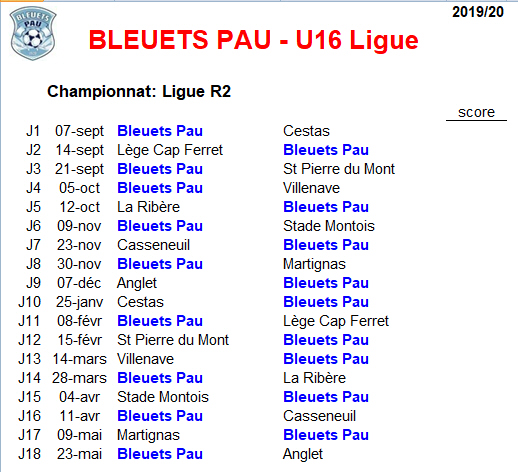 BLEUETS
PAU
2019/20
BLEUETS PAU - U16 Ligue
Championnat: Ligue R2
score
J1 07-sept Bleuets Pau Cestas
J2 14-sept Lège Cap Ferret Bleuets Pau
J3 21-sept Bleuets Pau St Pierre du Mont
J4 05-oct Bleuets Pau Villenave
J5 12-oct La Ribère Bleuets Pau
J6 09-nov Bleuets Pau Stade Montois
J7 23-nov Casseneuil Bleuets Pau
J8 30-nov Bleuets Pau Martignas
J9 07-déc Anglet Bleuets Pau
J10 25-janv Cestas Bleuets Pau
J11 08-févr Bleuets Pau Lège Cap Ferret
J12 15-févr St Pierre du Mont Bleuets Pau
J13 14-mars Villenave Bleuets Pau
J14 28-mars Bleuets Pau La Ribère
J15 04-avr Stade Montois Bleuets Pau
J16 11-avr Bleuets Pau Casseneuil
J17 09-mai Martignas Bleuets Pau
J18 23-mai Bleuets Pau Anglet